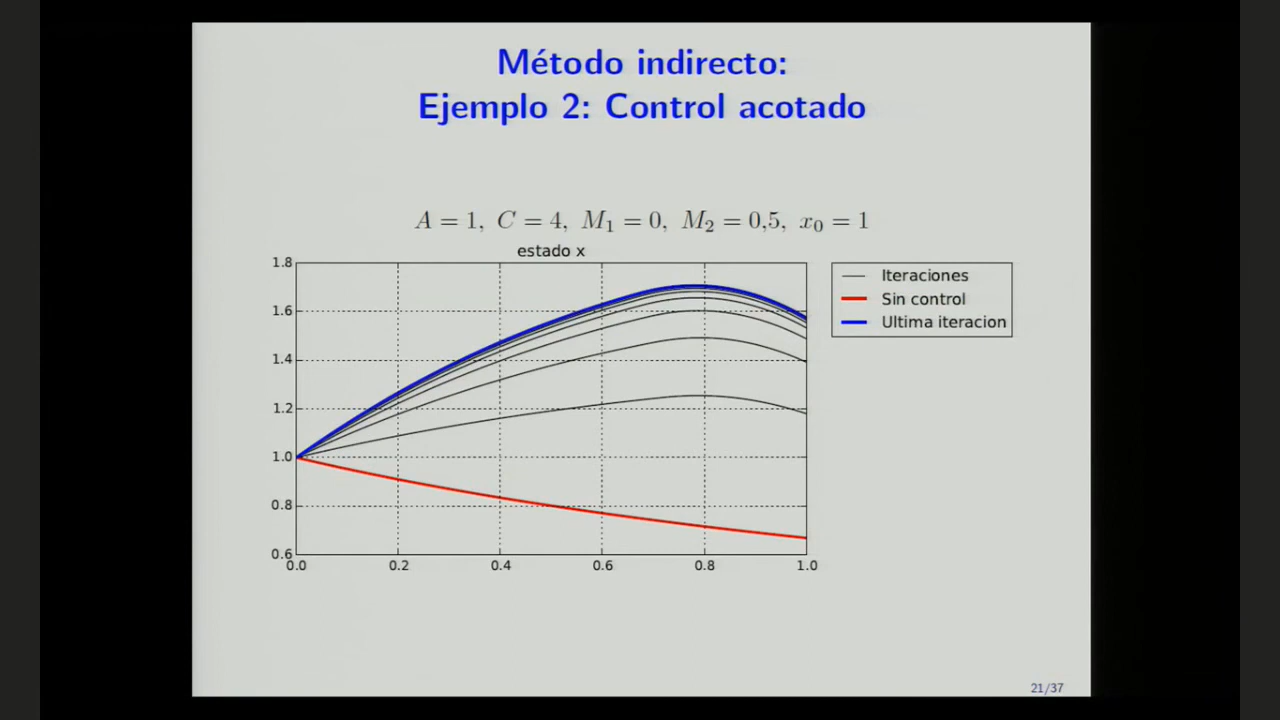 Método indirecto:
Ejemplo 2: Control acotado
A = 1, C = 4, M₁ = 0, M₂ = 0,5, x₀ = 1
estado x
1.8
1.6
1.4
1.2
1.0
0.8
0.6
0.0 0.2 0.4 0.6 0.8 1.0
Iteraciones
Sin control
Ultima iteracion
21/37